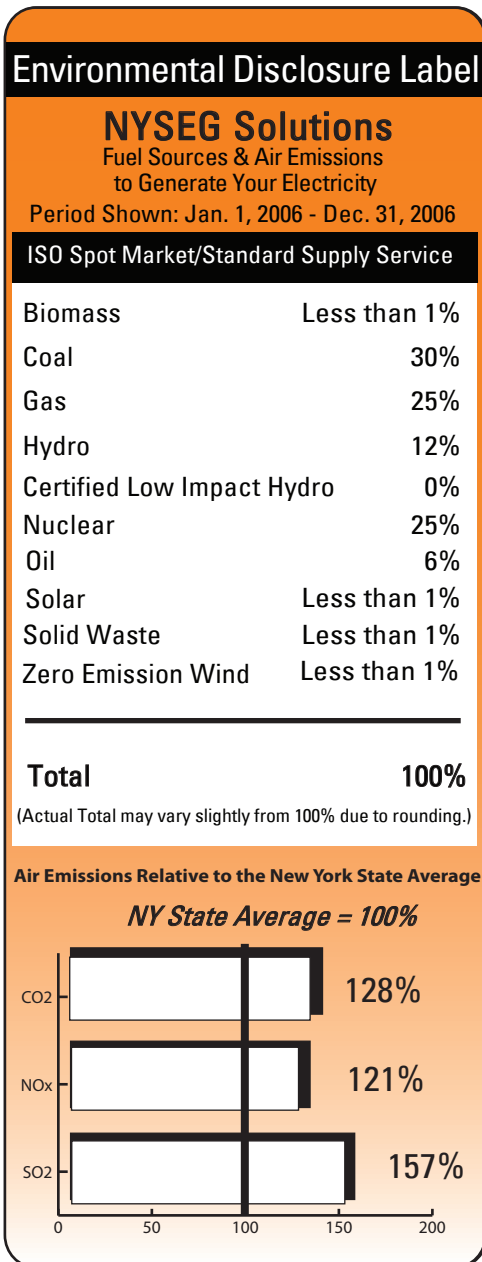 Environmental Disclosure Label
NYSEG Solutions
Fuel Sources & Air Emissions
to Generate Your Electricity
Period Shown: Jan. 1, 2006 - Dec. 31, 2006
ISO Spot Market/Standard Supply Service
Biomass Less than 1%
Coal 30%
Gas 25%
Hydro 12%
Certified Low Impact Hydro 0%
Nuclear 25%
Oil 6%
Solar Less than 1%
Solid Waste Less than 1%
Zero Emission Wind Less than 1%
Total 100%
(Actual Total may vary slightly from 100% due to rounding.)
Air Emissions Relative to the New York State Average
NY State Average = 100%
CO2 128%
NOx 121%
SO2 157%
0 50 100 150 200